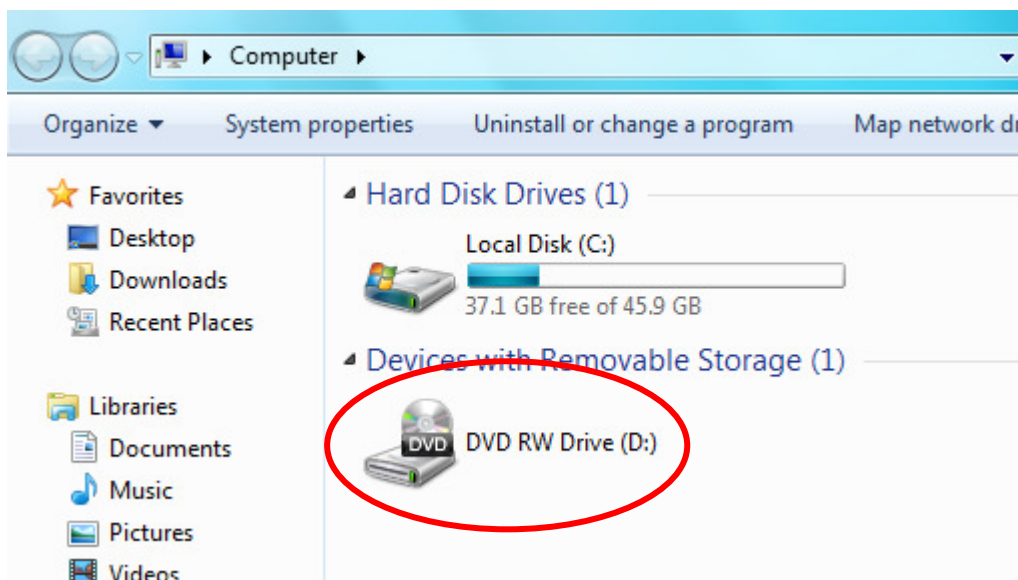 Computer
Organize System properties Uninstall or change a program Map network
Favorites
Desktop
Downloads
Recent Places
Libraries
Documents
Music
Pictures
Videos
Hard Disk Drives (1)
Local Disk (C:)
37.1 GB free of 45.9 GB
Devices with Removable Storage (1)
DVD
DVD RW Drive (D:)